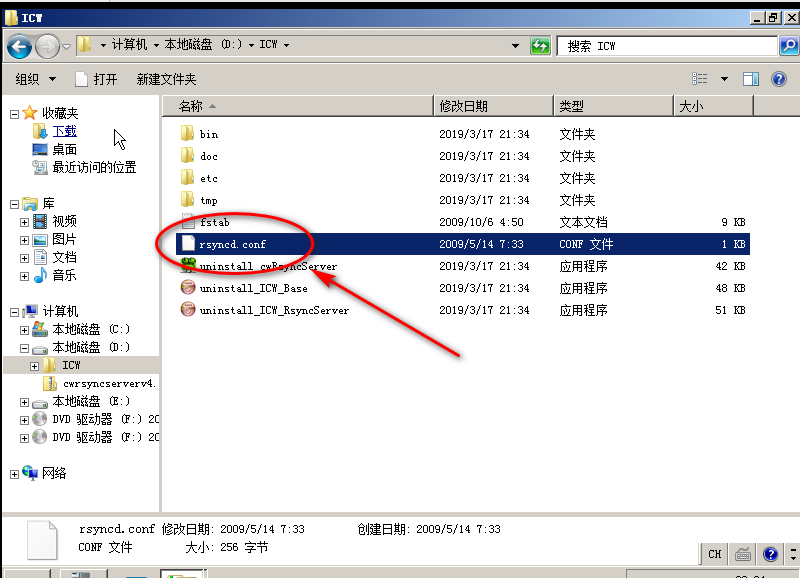 ICW
计算机 本地磁盘 (D:) ICW 搜索 ICW
组织 打开 新建文件夹
名称 修改日期 类型 大小
收藏夹
下载
桌面
最近访问的位置
库
视频
图片
文档
音乐
计算机
本地磁盘 (C:)
本地磁盘 (D:)
ICW
cwrsyncserverv4.
本地磁盘 (E:)
DVD 驱动器 (F:) 20
DVD 驱动器 (F:) 20
网络
bin 2019/3/17 21:34 文件夹
doc 2019/3/17 21:34 文件夹
etc 2019/3/17 21:34 文件夹
tmp 2019/3/17 21:34 文件夹
fstab 2009/10/6 4:50 文本文档 9 KB
rsyncd.conf 2009/5/14 7:33 CONF 文件 1 KB
uninstall_cwRsyncServer 2019/3/17 21:34 应用程序 42 KB
uninstall_ICW_Base 2019/3/17 21:34 应用程序 48 KB
uninstall_ICW_RsyncServer 2019/3/17 21:34 应用程序 51 KB
rsyncd.conf 修改日期: 2009/5/14 7:33 创建日期: 2009/5/14 7:33
CONF 文件 大小: 256 字节
CH